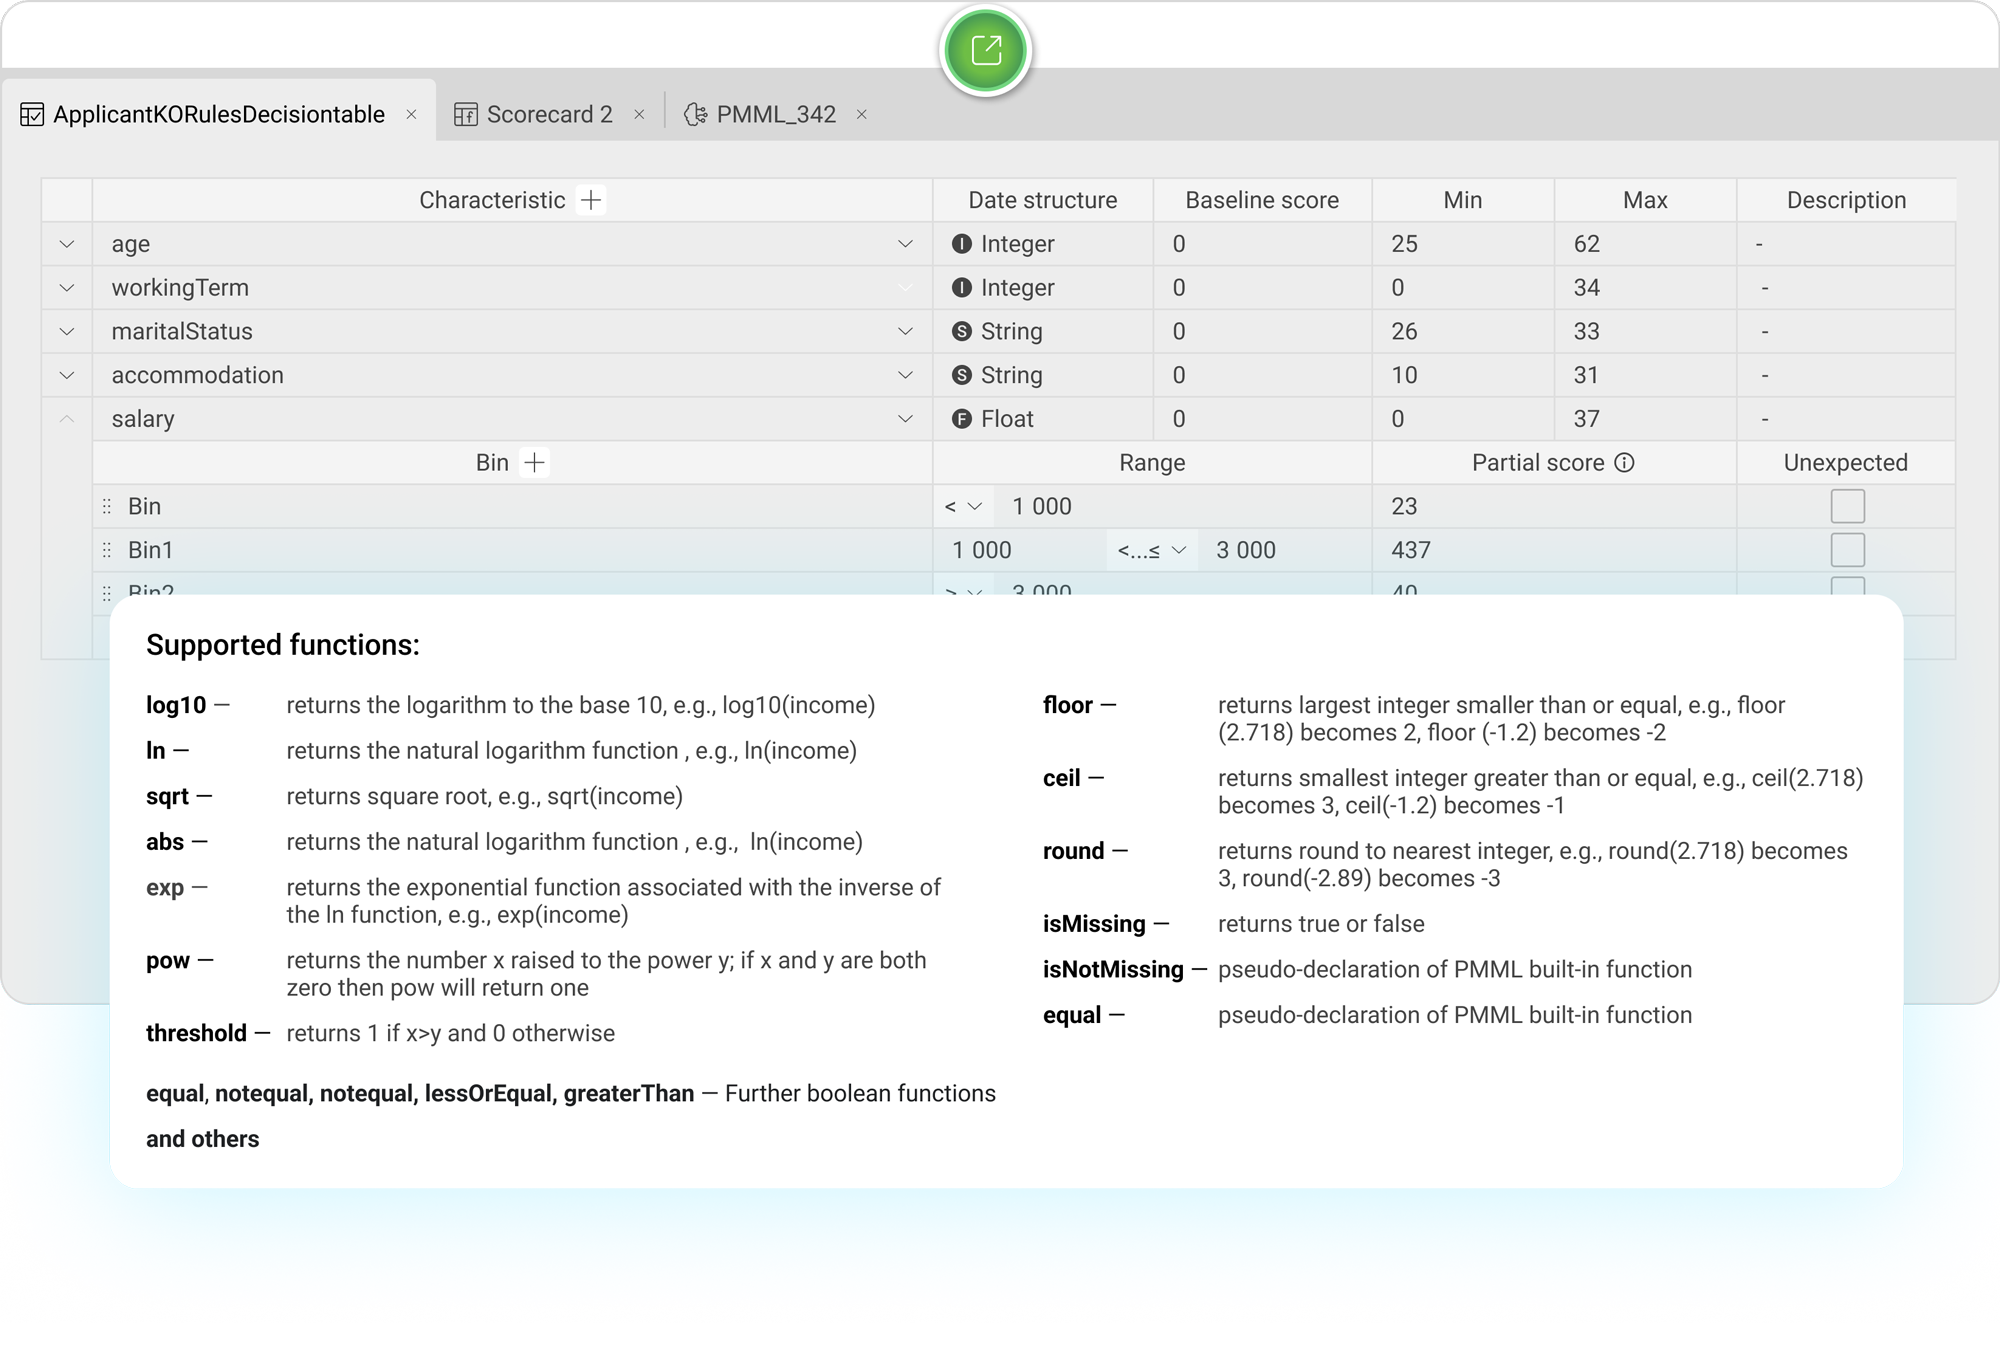 ApplicantKORulesDecisiontable × Scorecard 2 × PMML_342 ×
Characteristic + Date structure Baseline score Min Max Description
age I Integer 0 25 62 -
workingTerm I Integer 0 0 34 -
maritalStatus S String 0 26 33 -
accommodation S String 0 10 31 -
salary F Float 0 0 37 -
Bin + Range Partial score Unexpected
Bin < 1 000 23
Bin1 1 000 <...≤ 3 000 437
Bin2 > 3 000 40
Supported functions:
log10 — returns the logarithm to the base 10, e.g., log10(income)
ln — returns the natural logarithm function , e.g., ln(income)
sqrt — returns square root, e.g., sqrt(income)
abs — returns the natural logarithm function , e.g., ln(income)
exp — returns the exponential function associated with the inverse of
the ln function, e.g., exp(income)
pow — returns the number x raised to the power y; if x and y are both
zero then pow will return one
threshold — returns 1 if x>y and 0 otherwise
floor — returns largest integer smaller than or equal, e.g., floor
(2.718) becomes 2, floor (-1.2) becomes -2
ceil — returns smallest integer greater than or equal, e.g., ceil(2.718)
becomes 3, ceil(-1.2) becomes -1
round — returns round to nearest integer, e.g., round(2.718) becomes
3, round(-2.89) becomes -3
isMissing — returns true or false
isNotMissing — pseudo-declaration of PMML built-in function
equal — pseudo-declaration of PMML built-in function
equal, notequal, notequal, lessOrEqual, greaterThan — Further boolean functions
and others